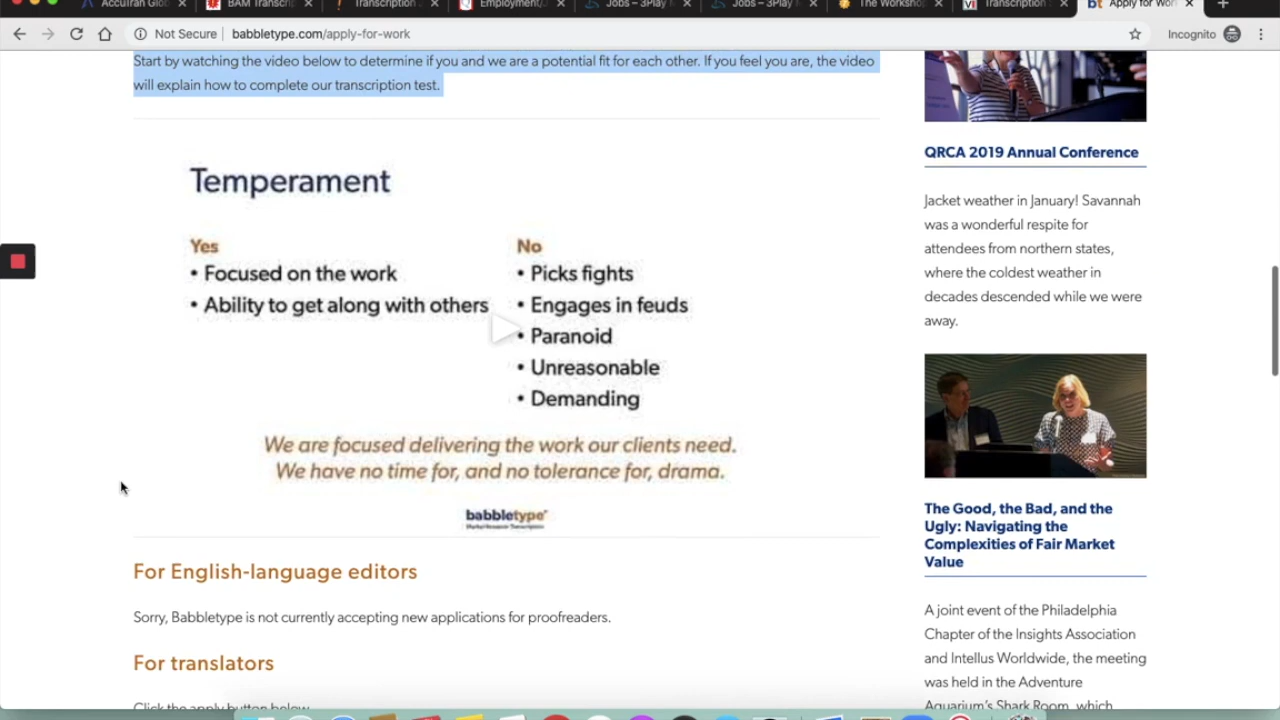 AccuTran Glob
BAM Transcrip
Transcription
Employment/
Jobs – 3Play
Jobs – 3Play
The Workshop
Transcription
Apply for Wor
Not Secure
babbletype.com/apply-for-work
Incognito
Start by watching the video below to determine if you and we are a potential fit for each other. If you feel you are, the video
will explain how to complete our transcription test.
Temperament
Yes
• Focused on the work
• Ability to get along with others
No
• Picks fights
• Engages in feuds
• Paranoid
• Unreasonable
• Demanding
We are focused delivering the work our clients need.
We have no time for, and no tolerance for, drama.
babbletype
Market Research Transcription
For English-language editors
Sorry, Babbletype is not currently accepting new applications for proofreaders.
For translators
Click the apply button below
QRCA 2019 Annual Conference
Jacket weather in January! Savannah
was a wonderful respite for
attendees from northern states,
where the coldest weather in
decades descended while we were
away.
The Good, the Bad, and the
Ugly: Navigating the
Complexities of Fair Market
Value
A joint event of the Philadelphia
Chapter of the Insights Association
and Intellus Worldwide, the meeting
was held in the Adventure
Aquarium's Shark Room, which